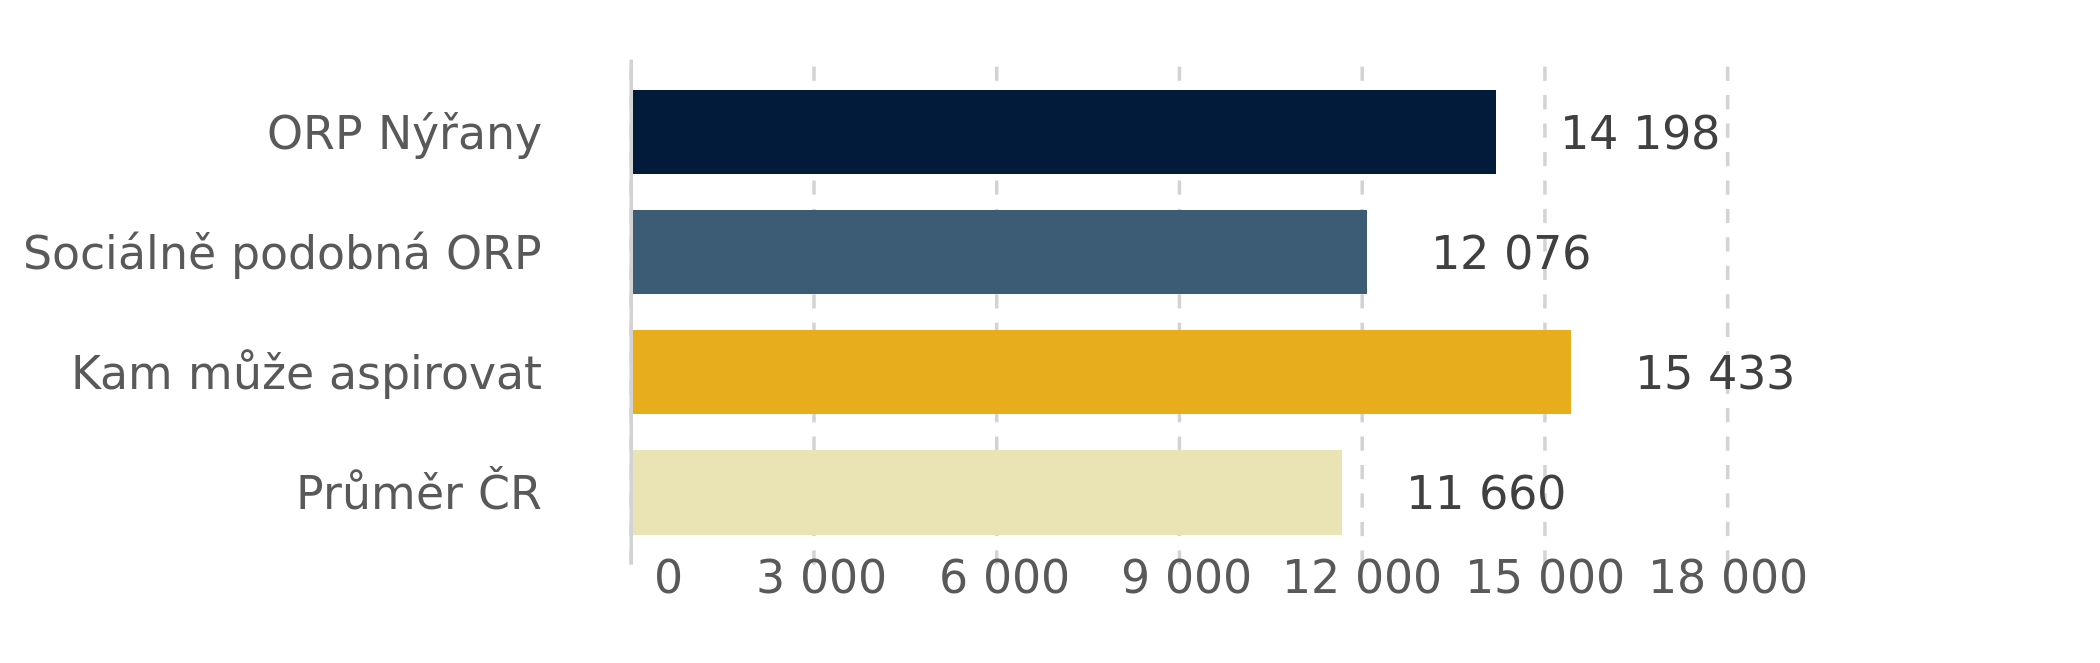 ORP Nýřany 14 198
Sociálně podobná ORP 12 076
Kam může aspirovat 15 433
Průměr ČR 11 660
0 3 000 6 000 9 000 12 000 15 000 18 000